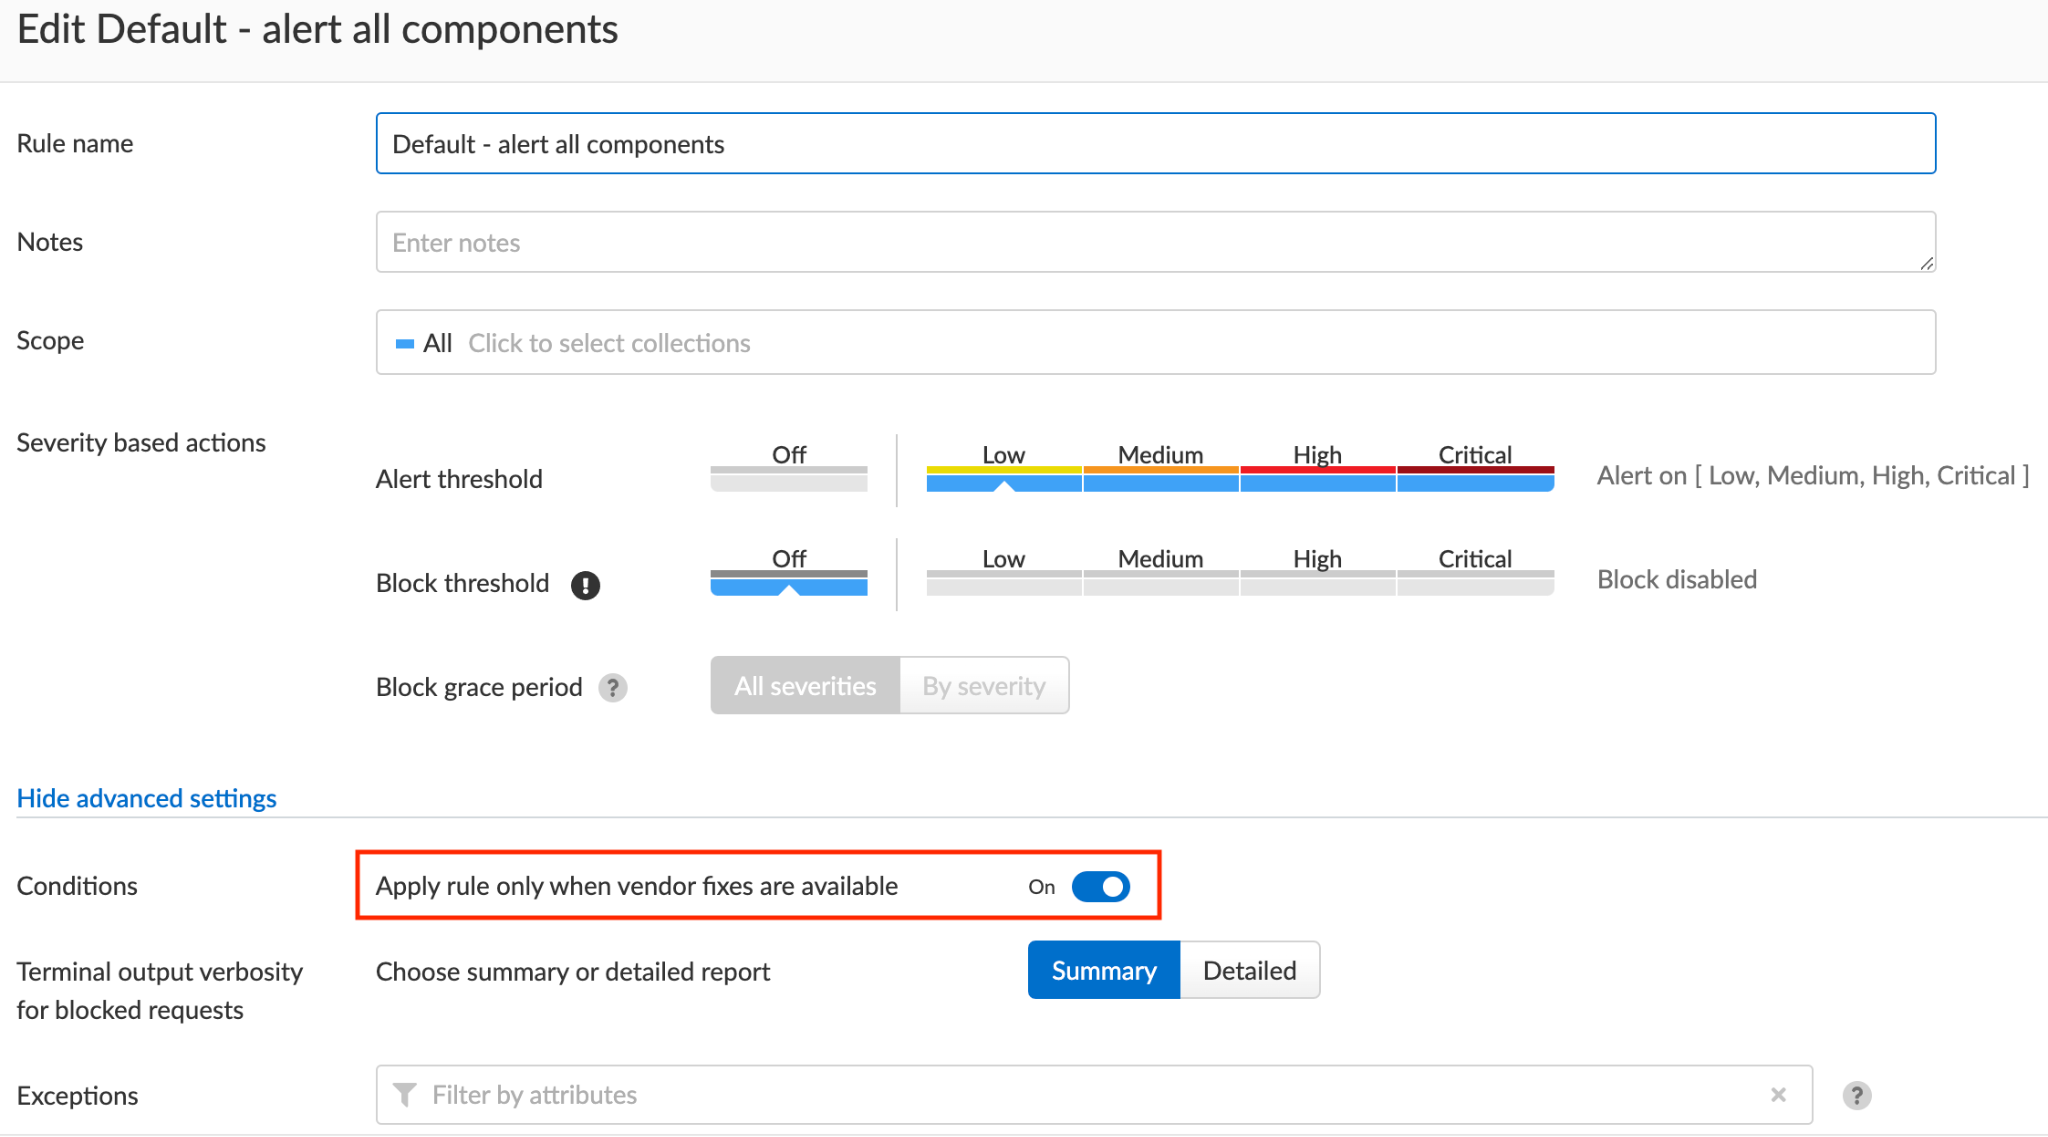 Edit Default - alert all components
Rule name
Default - alert all components
Notes
Enter notes
Scope
All Click to select collections
Severity based actions
Alert threshold
Off Low Medium High Critical
Alert on [ Low, Medium, High, Critical ]
Block threshold !
Off Low Medium High Critical
Block disabled
Block grace period ?
All severities By severity
Hide advanced settings
Conditions
Apply rule only when vendor fixes are available On
Terminal output verbosity
for blocked requests
Choose summary or detailed report
Summary Detailed
Exceptions
Filter by attributes × ?